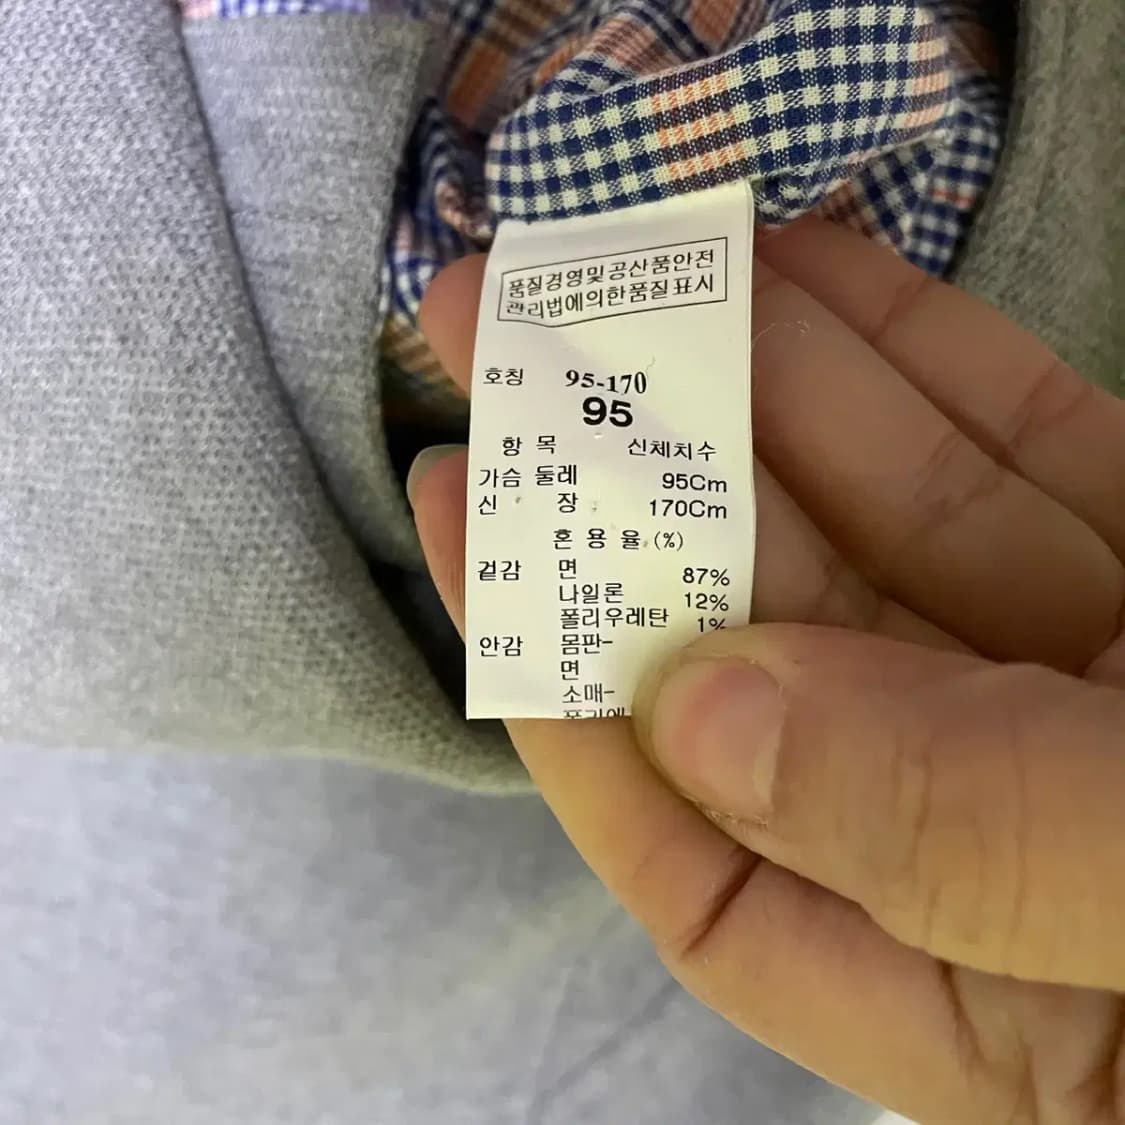 품질경영및공산품안전
관리법에의한품질표시
호칭 95-170
95
항 목 신체치수
가슴 둘레 95Cm
신 장 170Cm
혼 용 율 (%)
겉감 면 87%
나일론 12%
폴리우레탄 1%
안감 몸판-
면
소매-